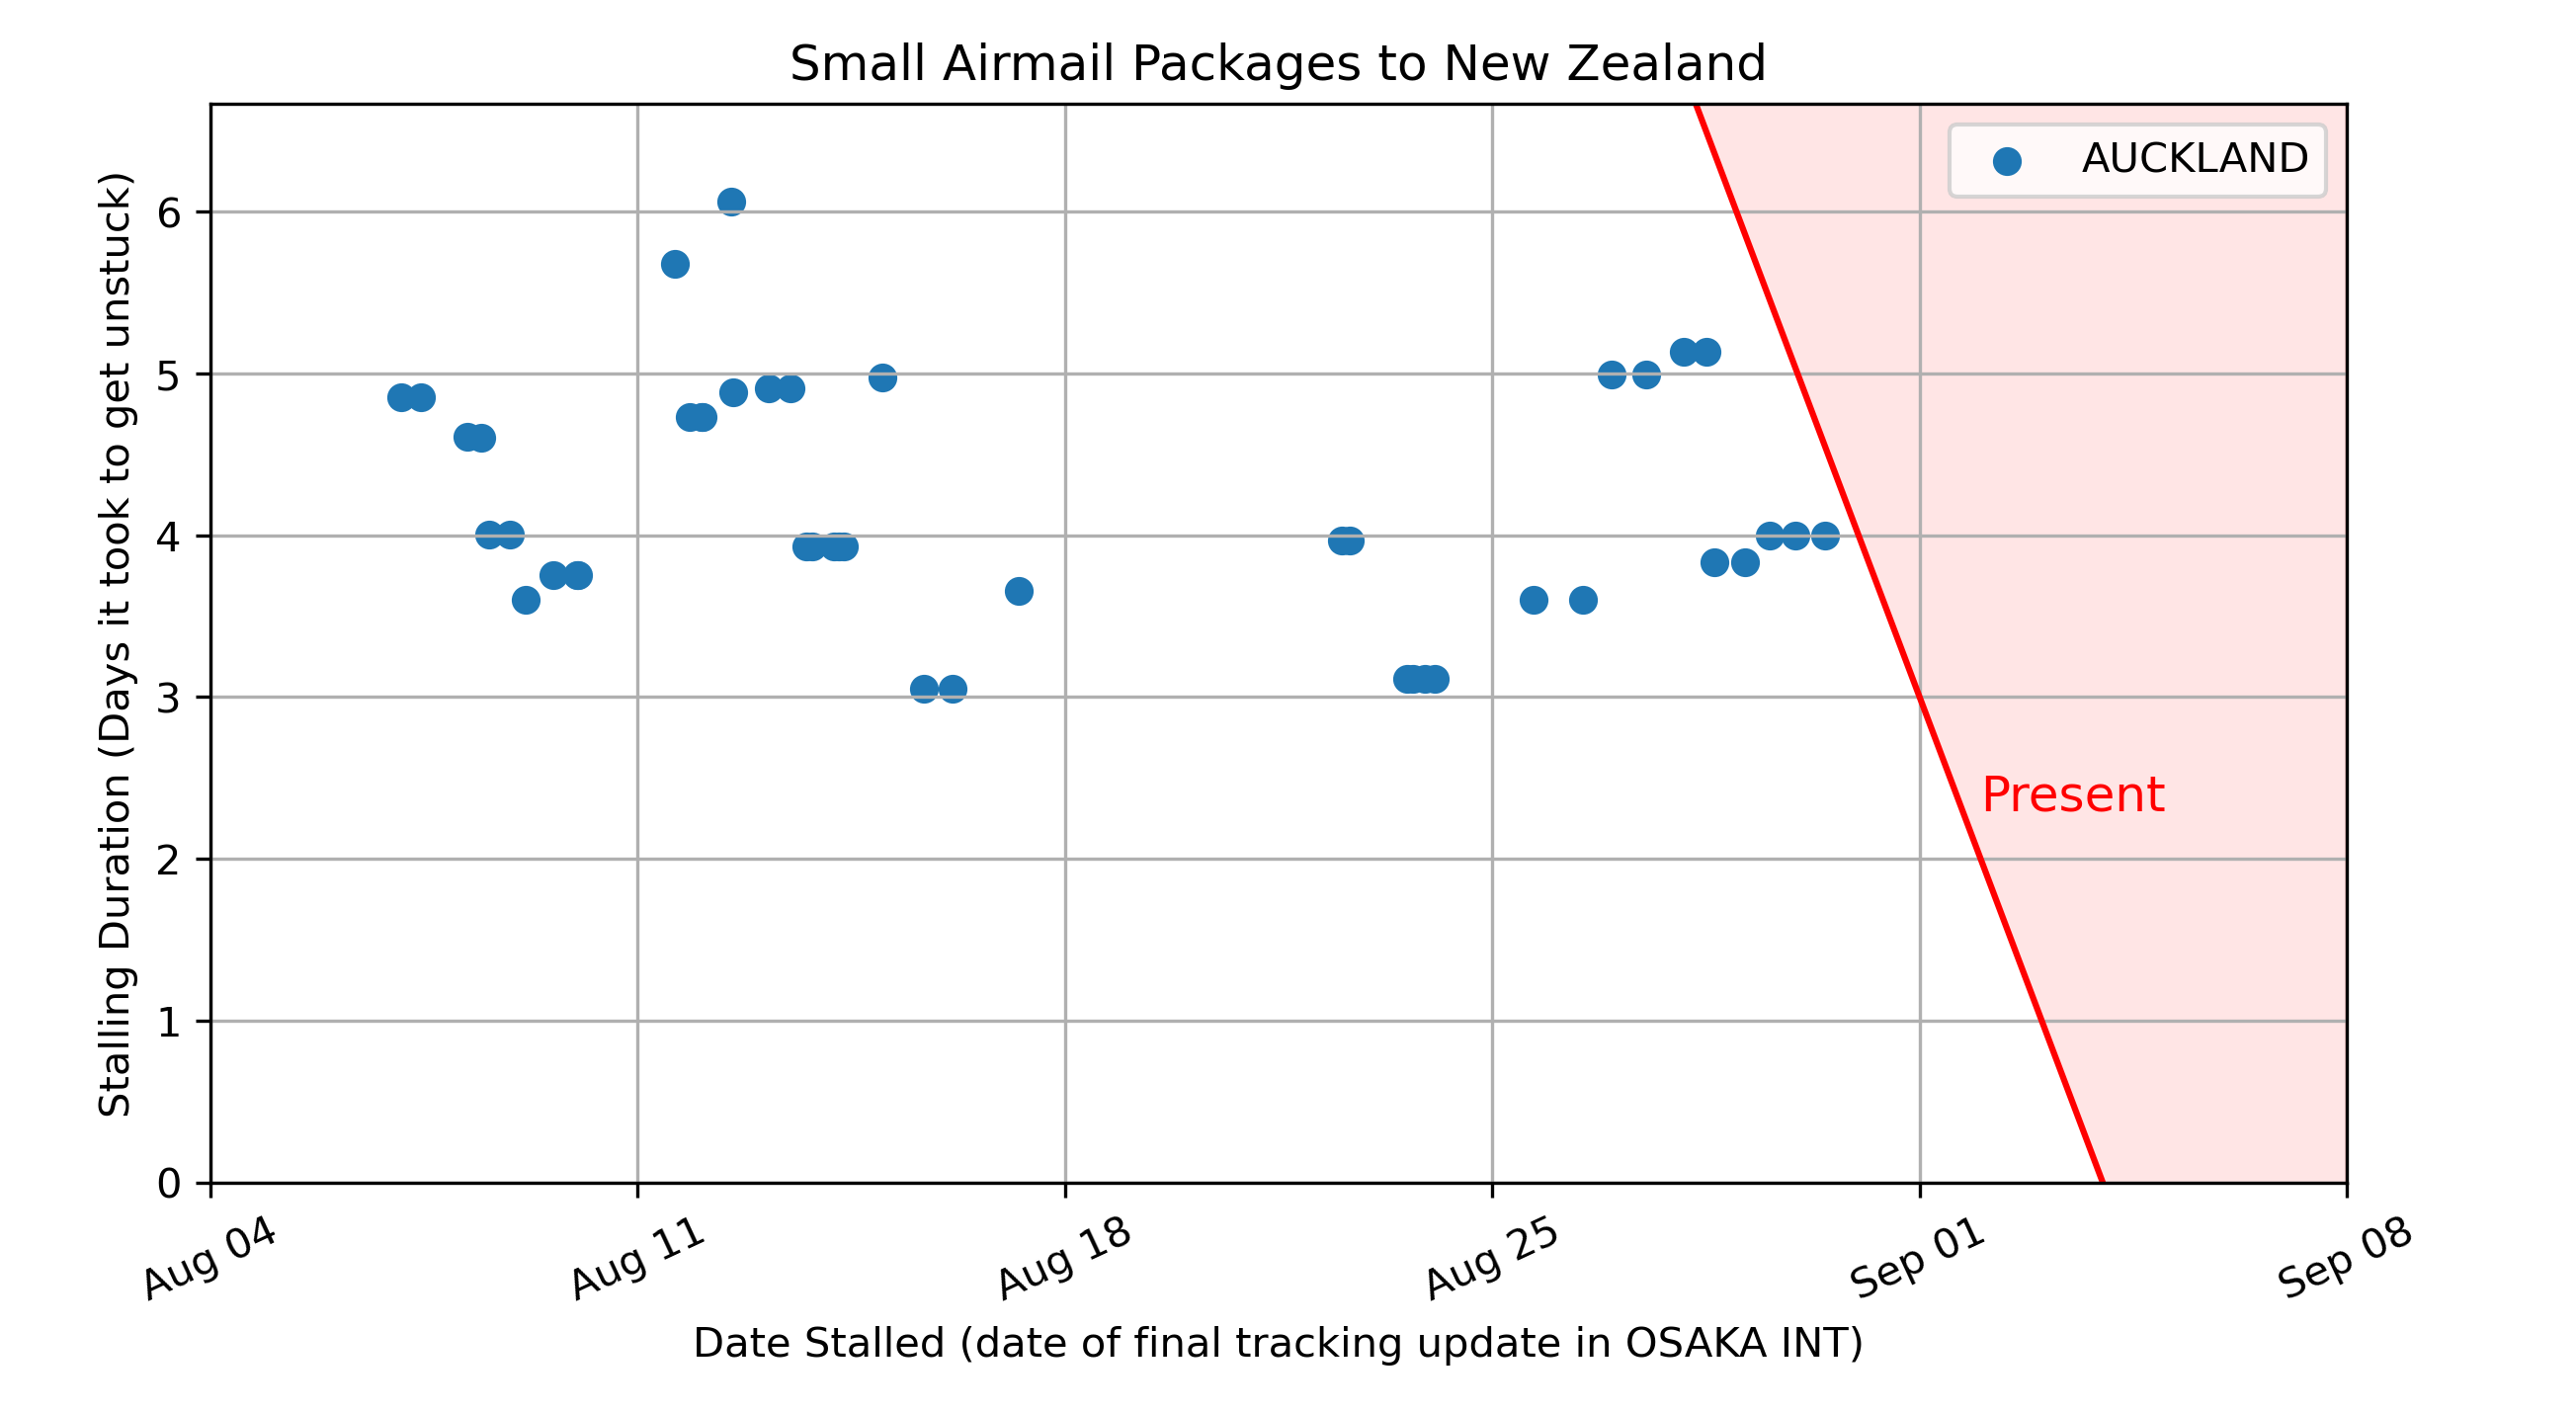 Small Airmail Packages to New Zealand
AUCKLAND
Stalling Duration (Days it took to get unstuck)
6
5
4
3
2
1
0
Present
Aug 04
Aug 11
Aug 18
Aug 25
Sep 01
Sep 08
Date Stalled (date of final tracking update in OSAKA INT)